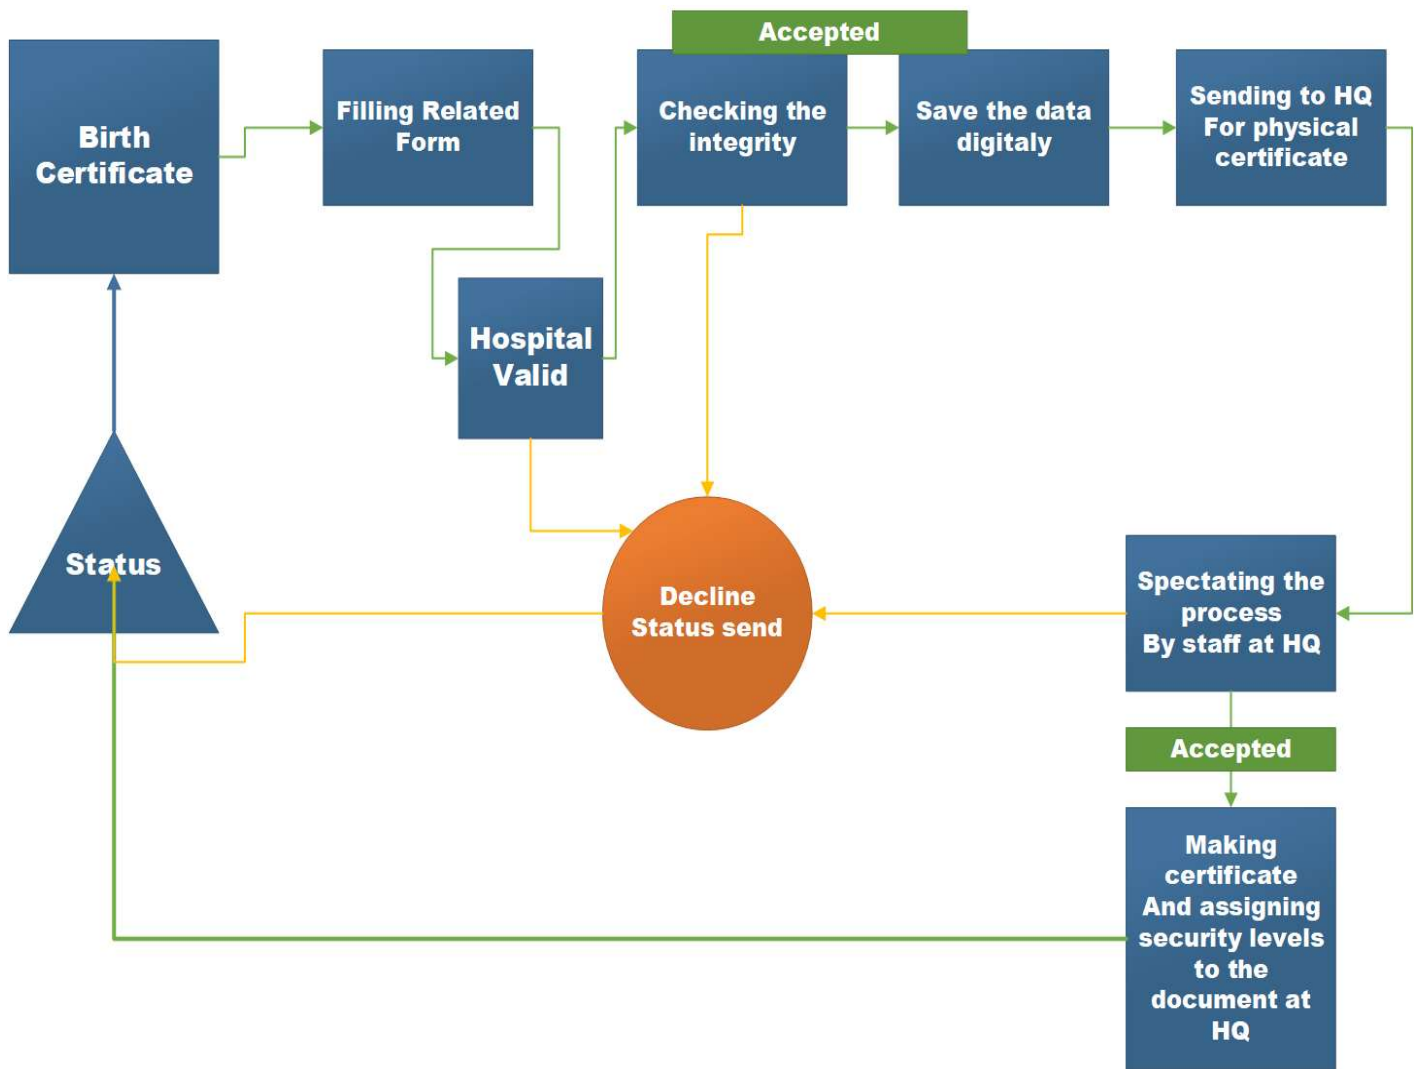 Accepted
Birth
Certificate
Filling Related
Form
Checking the
integrity
Save the data
digitaly
Sending to HQ
For physical
certificate
Hospital
Valid
Status
Decline
Status send
Spectating the
process
By staff at HQ
Accepted
Making
certificate
And assigning
security levels
to the
document at
HQ